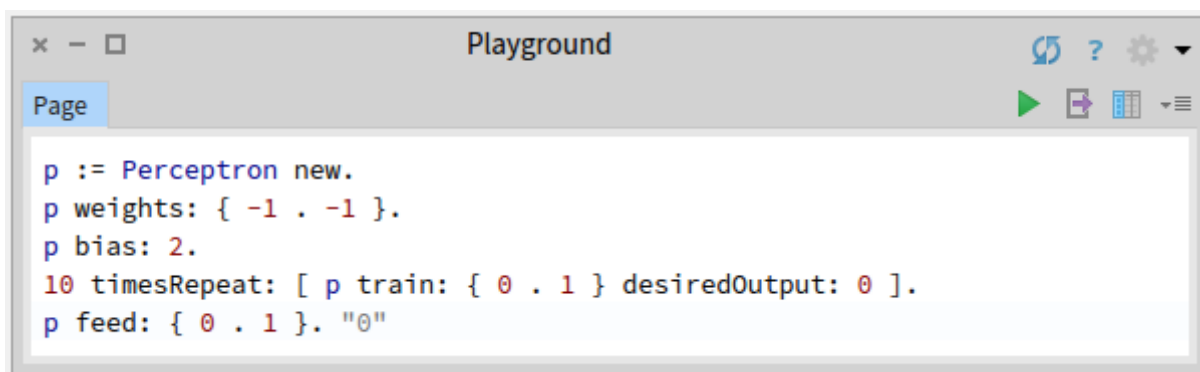 Playground
?
Page
p := Perceptron new.
p weights: { -1 . -1 }.
p bias: 2.
10 timesRepeat: [ p train: { 0 . 1 } desiredOutput: 0 ].
p feed: { 0 . 1 }. "0"